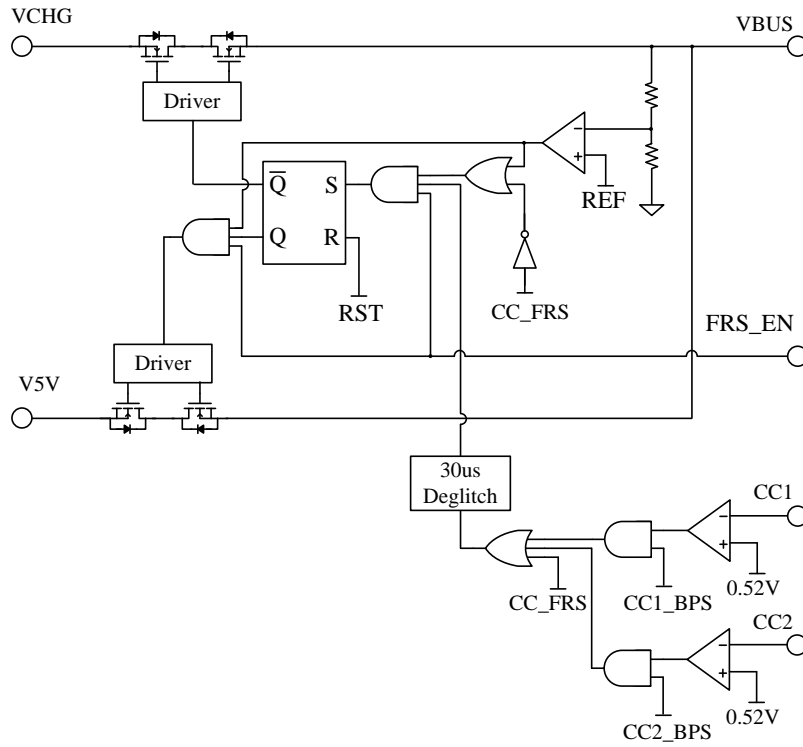 VCHG
VBUS
Driver
Q
S
REF
Q
R
RST
CC_FRS
FRS_EN
Driver
V5V
30us
Deglitch
CC1
0.52V
CC_FRS
CC1_BPS
CC2
0.52V
CC2_BPS